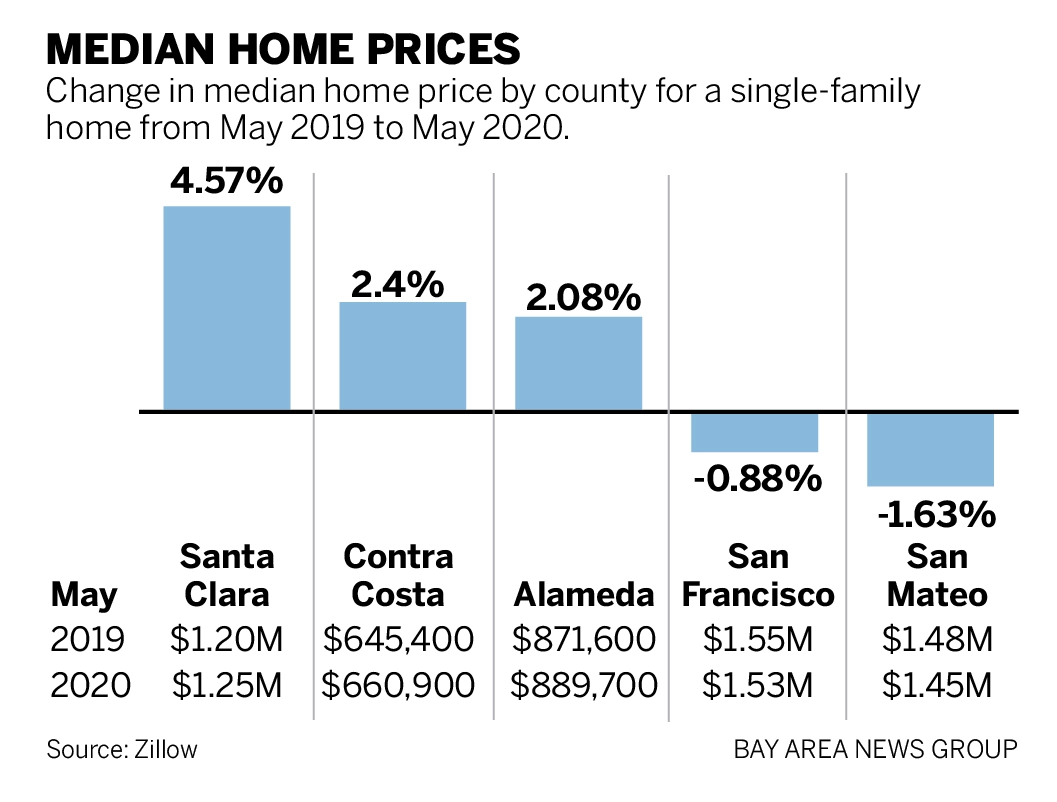 MEDIAN HOME PRICES
Change in median home price by county for a single-family
home from May 2019 to May 2020.
4.57%
2.4%
2.08%
-0.88%
-1.63%
Santa Contra San San
May Clara Costa Alameda Francisco Mateo
2019 $1.20M $645,400 $871,600 $1.55M $1.48M
2020 $1.25M $660,900 $889,700 $1.53M $1.45M
Source: Zillow BAY AREA NEWS GROUP